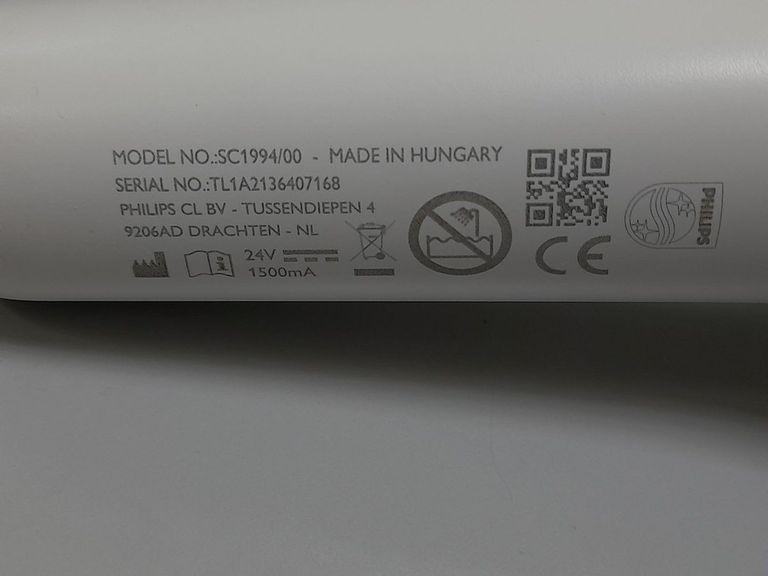 MODEL NO.:SC1994/00 - MADE IN HUNGARY
SERIAL NO.:TL1A2136407168
PHILIPS CL BV - TUSSENDIEPEN 4
9206AD DRACHTEN - NL
24V
1500mA
CE
PHILIPS